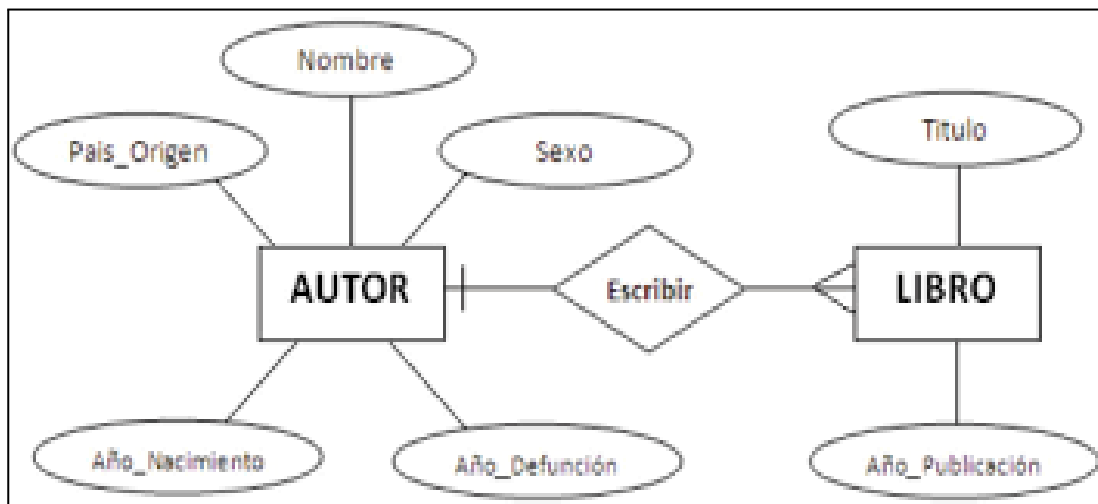 Nombre
Pais_Origen
Sexo
Titulo
AUTOR
Escribir
LIBRO
Año_Nacimiento
Año_Defunción
Año_Publicación